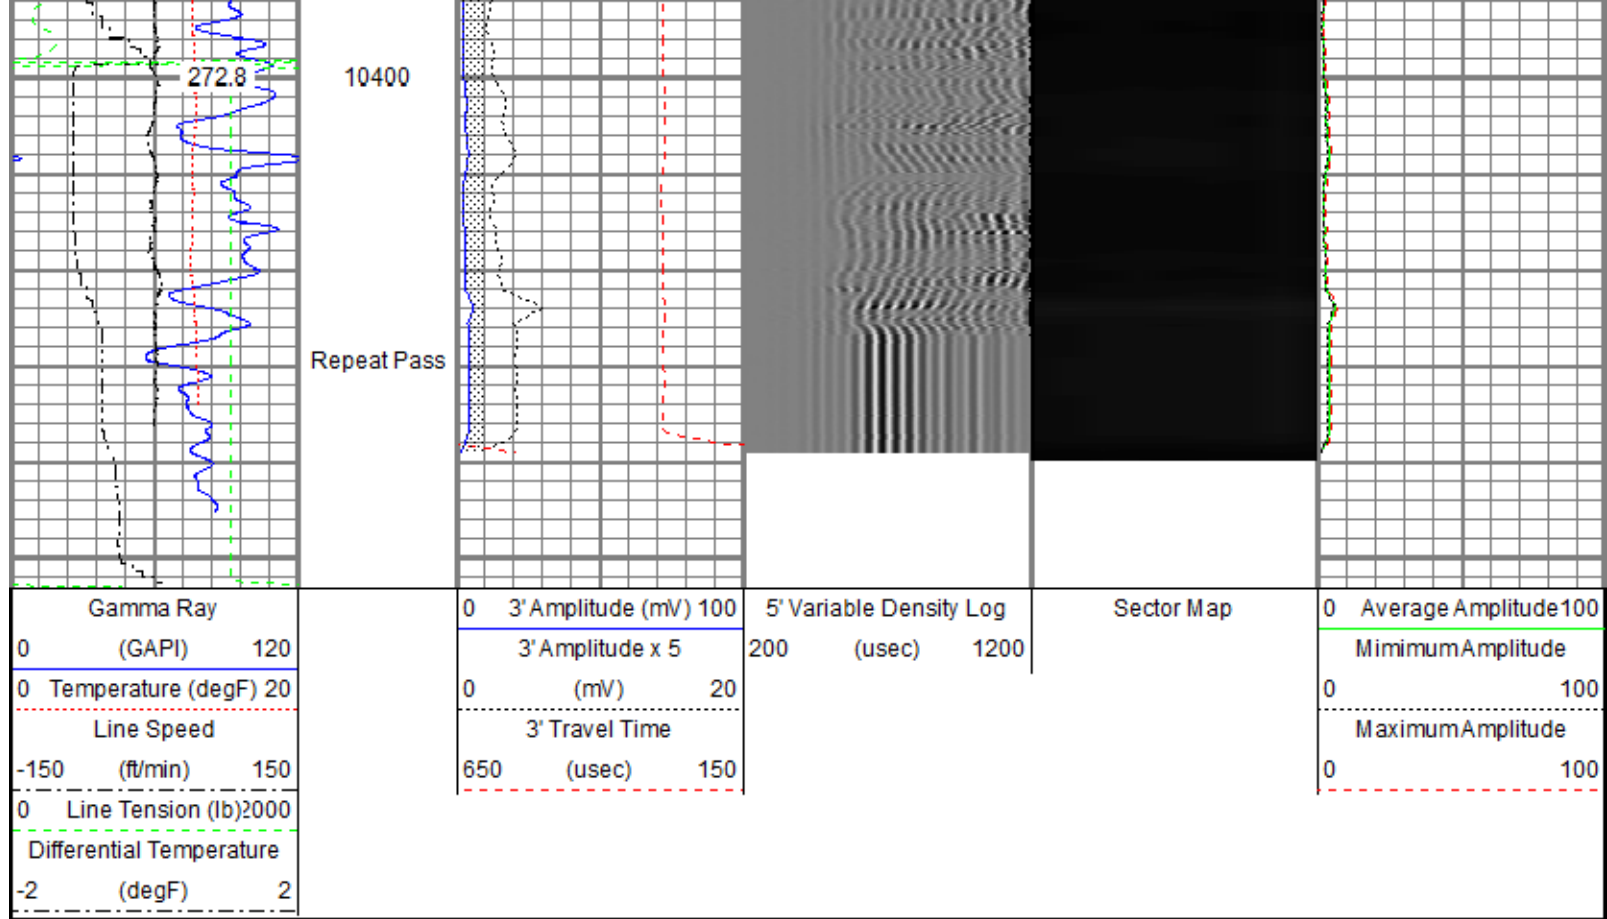 272.8
10400
Repeat Pass
Gamma Ray
0 (GAPI) 120
0 Temperature (degF) 20
Line Speed
-150 (ft/min) 150
0 Line Tension (lb) 2000
Differential Temperature
-2 (degF) 2
0 3' Amplitude (mV) 100
3' Amplitude x 5
0 (mV) 20
3' Travel Time
650 (usec) 150
5' Variable Density Log
200 (usec) 1200
Sector Map
0 Average Amplitude 100
Mimimum Amplitude
0 100
Maximum Amplitude
0 100